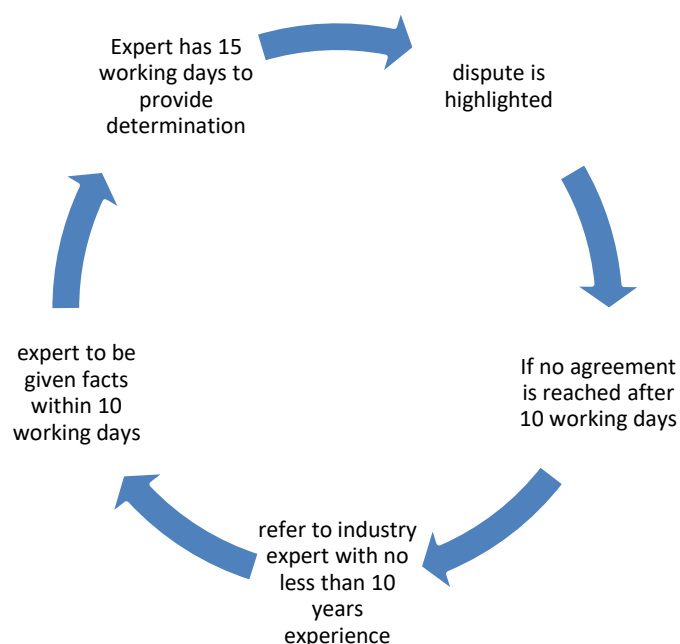 Expert has 15
working days to
provide
determination
dispute is
highlighted
If no agreement
is reached after
10 working days
refer to industry
expert with no
less than 10
years
experience
expert to be
given facts
within 10
working days